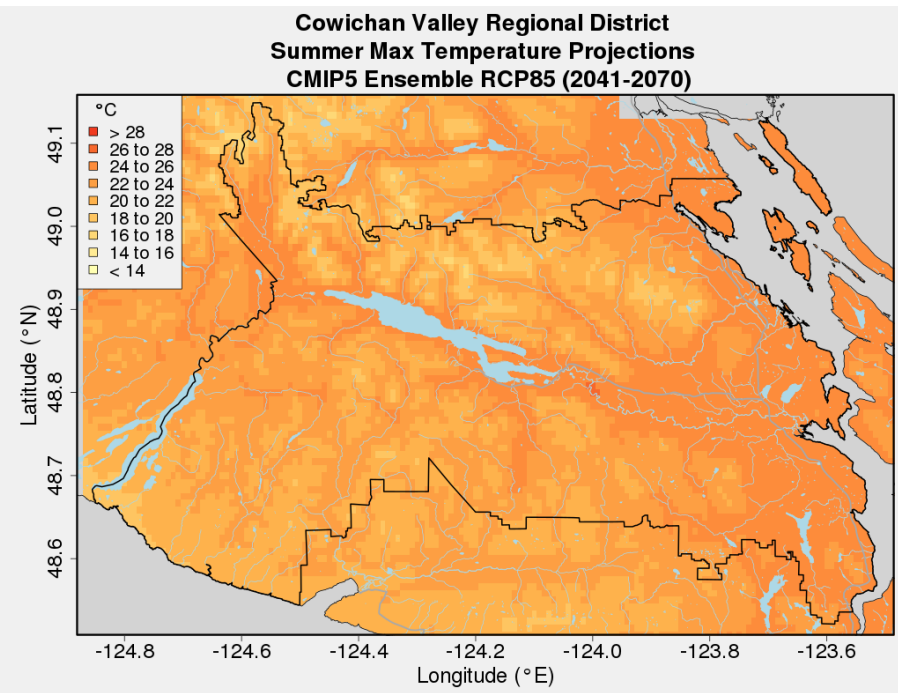 Cowichan Valley Regional District
Summer Max Temperature Projections
CMIP5 Ensemble RCP85 (2041-2070)
°C
> 28
26 to 28
24 to 26
22 to 24
20 to 22
18 to 20
16 to 18
14 to 16
< 14
49.1
49.0
48.9
48.8
48.7
48.6
Latitude (°N)
-124.8
-124.6
-124.4
-124.2
-124.0
-123.8
-123.6
Longitude (°E)